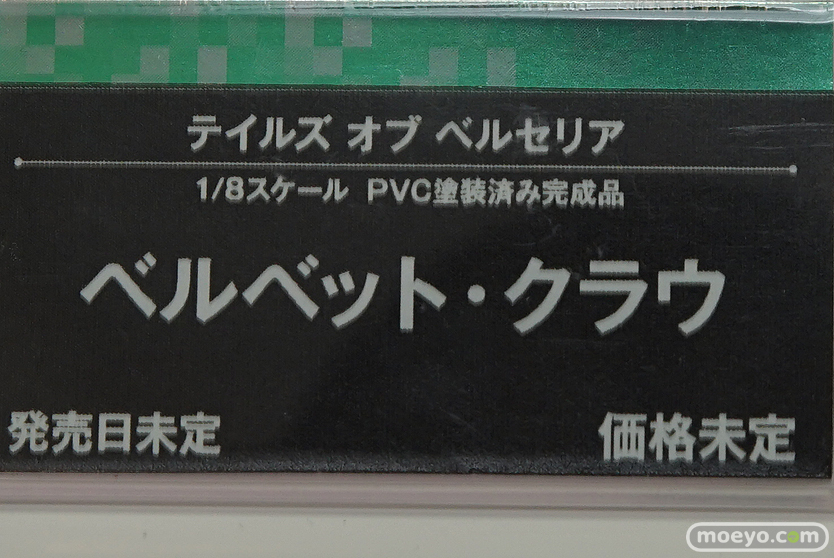 テイルズ オブ ベルセリア
1/8スケール PVC塗装済み完成品
ベルベット・クラウ
発売日未定
価格未定
moeyo.com